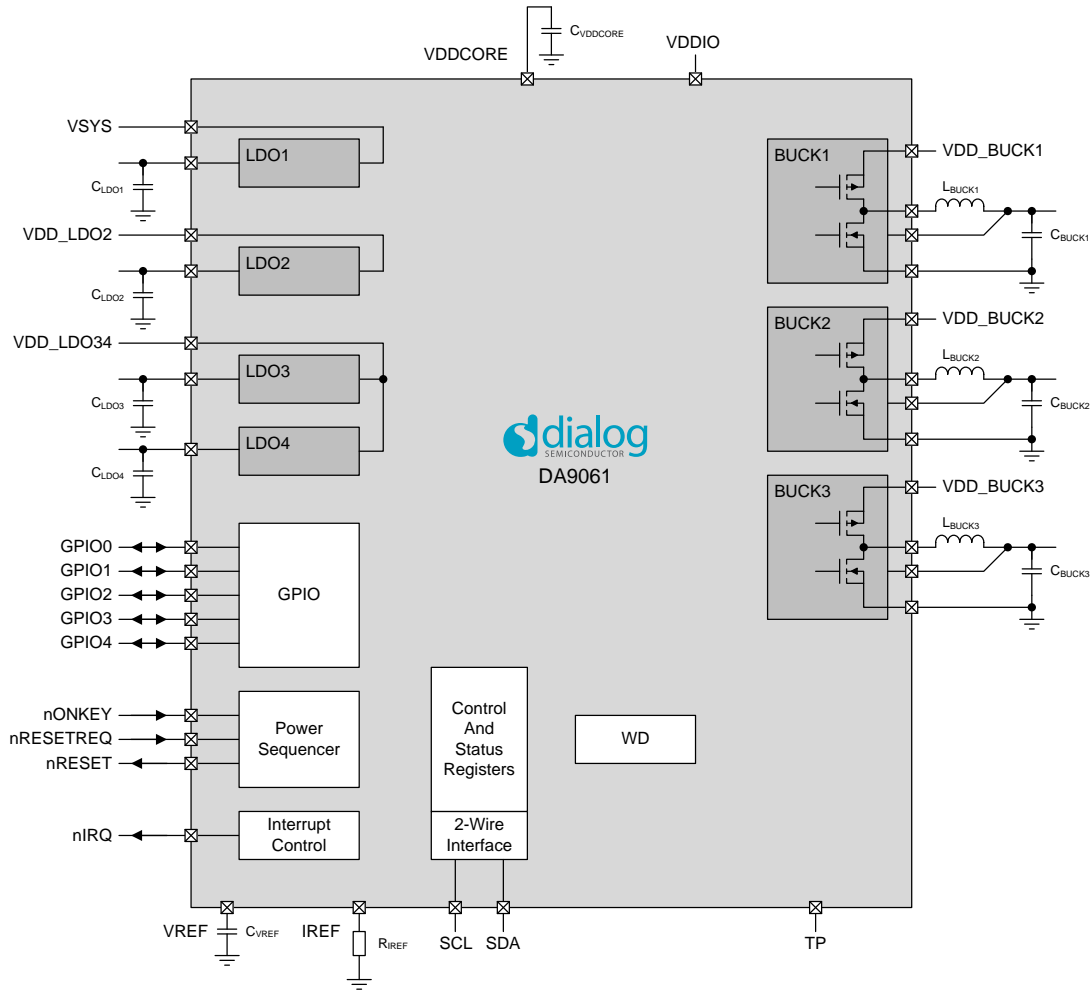 CVDDCORE
VDDCORE
VDDIO
VSYS
LDO1
CLDO1
VDD_LDO2
LDO2
CLDO2
VDD_LDO34
LDO3
CLDO3
LDO4
CLDO4
BUCK1
VDD_BUCK1
LBUCK1
CBUCK1
BUCK2
VDD_BUCK2
LBUCK2
CBUCK2
BUCK3
VDD_BUCK3
LBUCK3
CBUCK3
dialog
SEMICONDUCTOR
DA9061
GPIO0
GPIO1
GPIO2
GPIO3
GPIO4
GPIO
nONKEY
nRESETREQ
nRESET
Power
Sequencer
nIRQ
Interrupt
Control
Control
And
Status
Registers
2-Wire
Interface
WD
VREF
CVREF
IREF
RIREF
SCL
SDA
TP